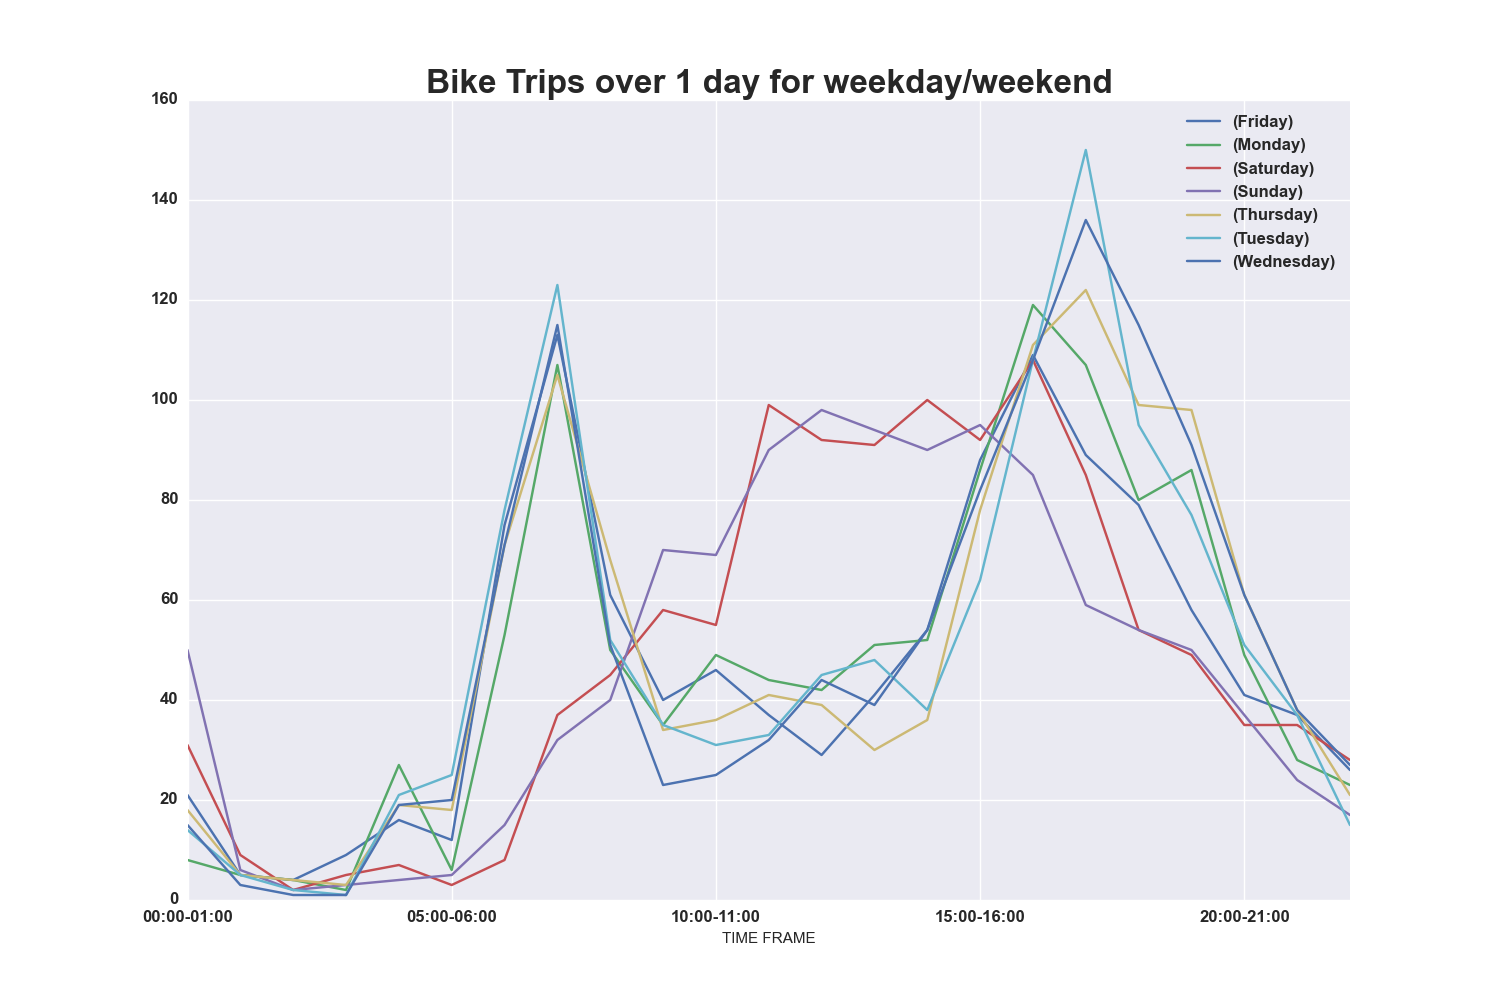 Bike Trips over 1 day for weekday/weekend
160
140
120
100
80
60
40
20
0
(Friday)
(Monday)
(Saturday)
(Sunday)
(Thursday)
(Tuesday)
(Wednesday)
00:00-01:00
05:00-06:00
10:00-11:00
15:00-16:00
20:00-21:00
TIME FRAME